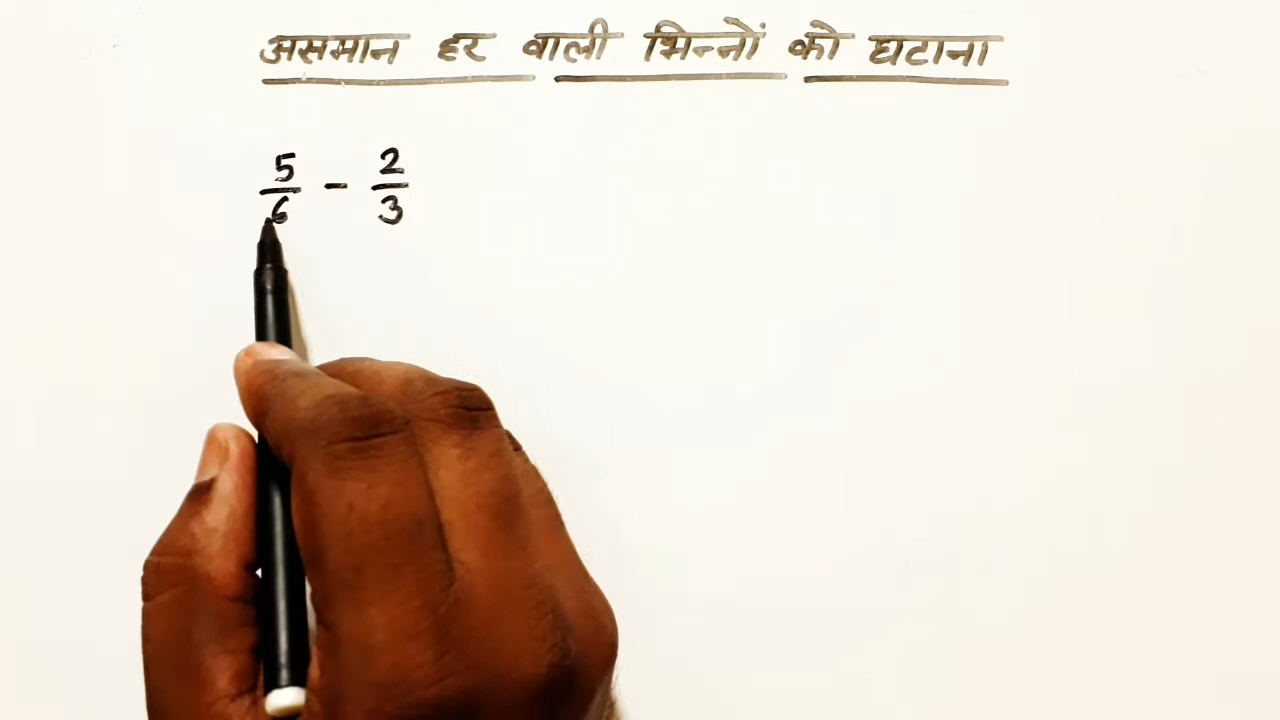 असमान हर वाली भिन्नों को घटाना
5/6 - 2/3